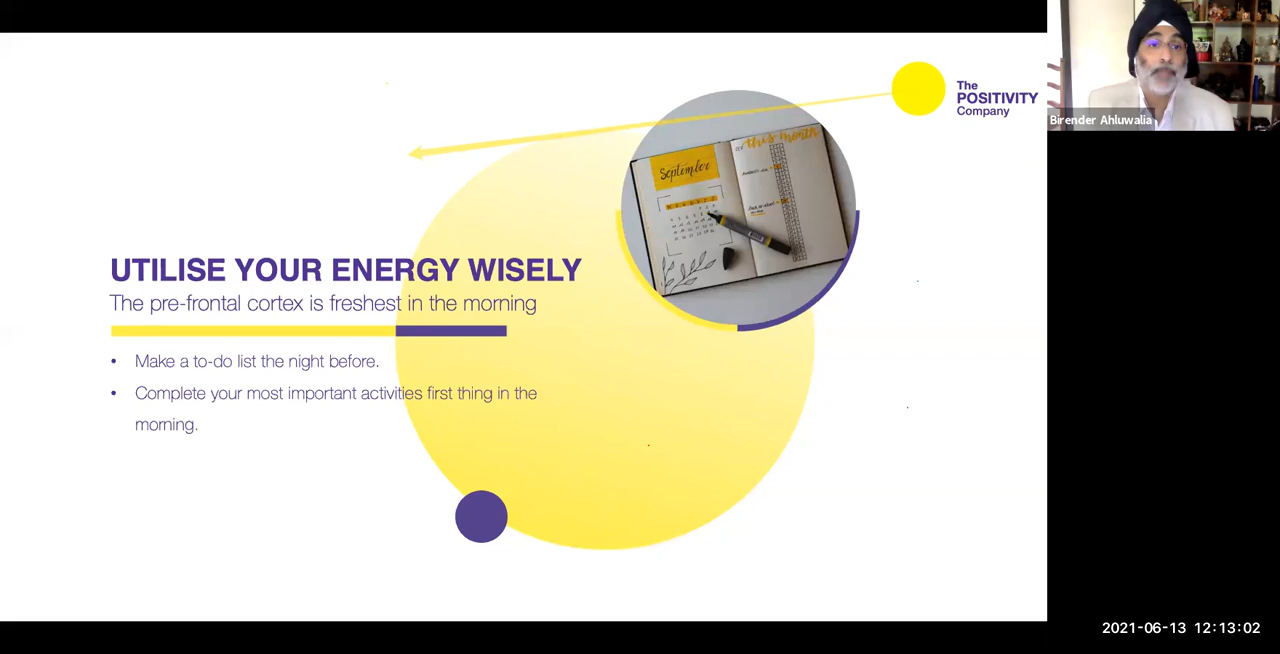 The
POSITIVITY
Company
Birender Ahluwalia
September
this month
UTILISE YOUR ENERGY WISELY
The pre-frontal cortex is freshest in the morning
• Make a to-do list the night before.
• Complete your most important activities first thing in the
morning.
2021-06-13 12:13:02